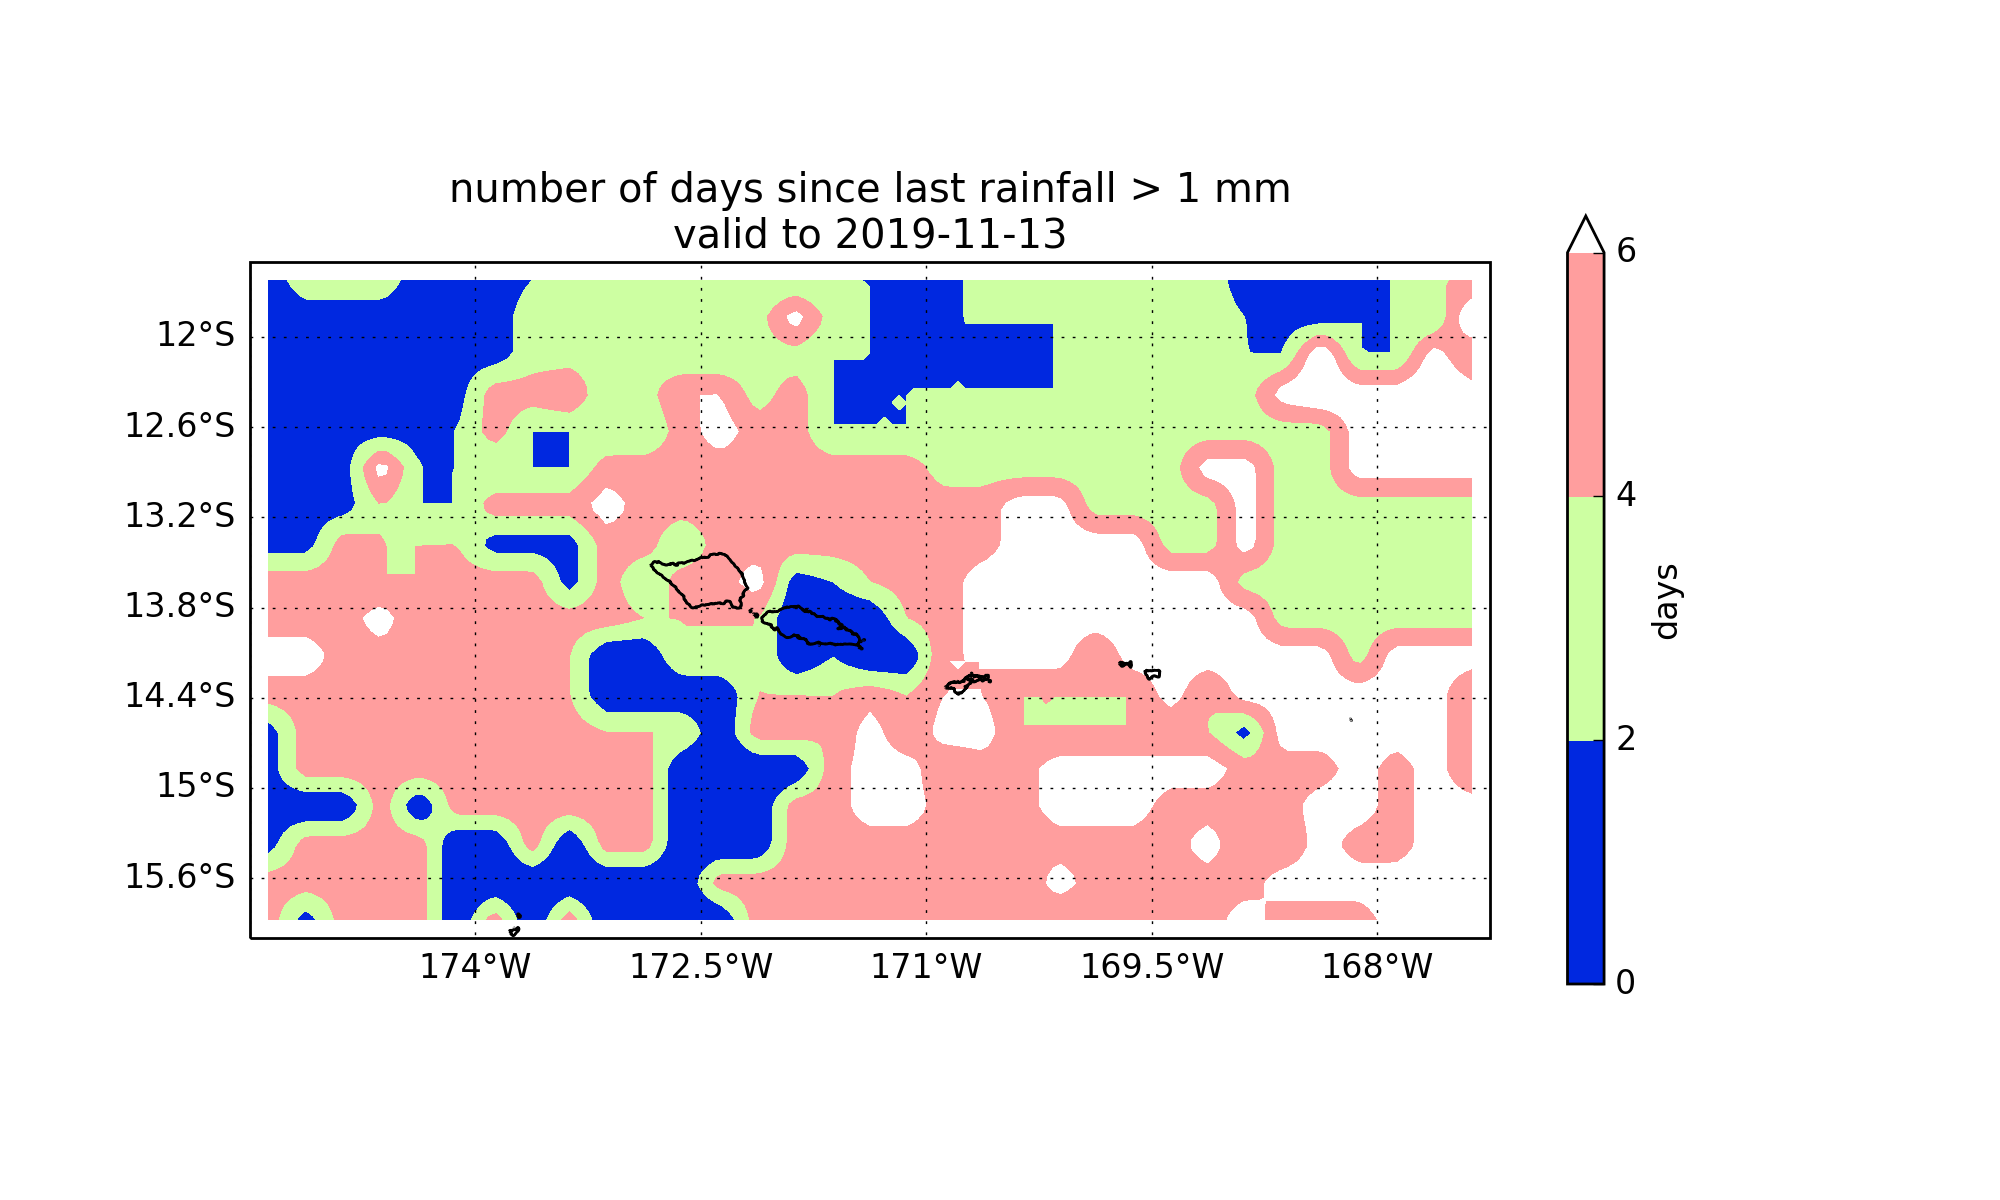 number of days since last rainfall > 1 mm
valid to 2019-11-13
12°S
12.6°S
13.2°S
13.8°S
14.4°S
15°S
15.6°S
174°W
172.5°W
171°W
169.5°W
168°W
6
4
2
0
days